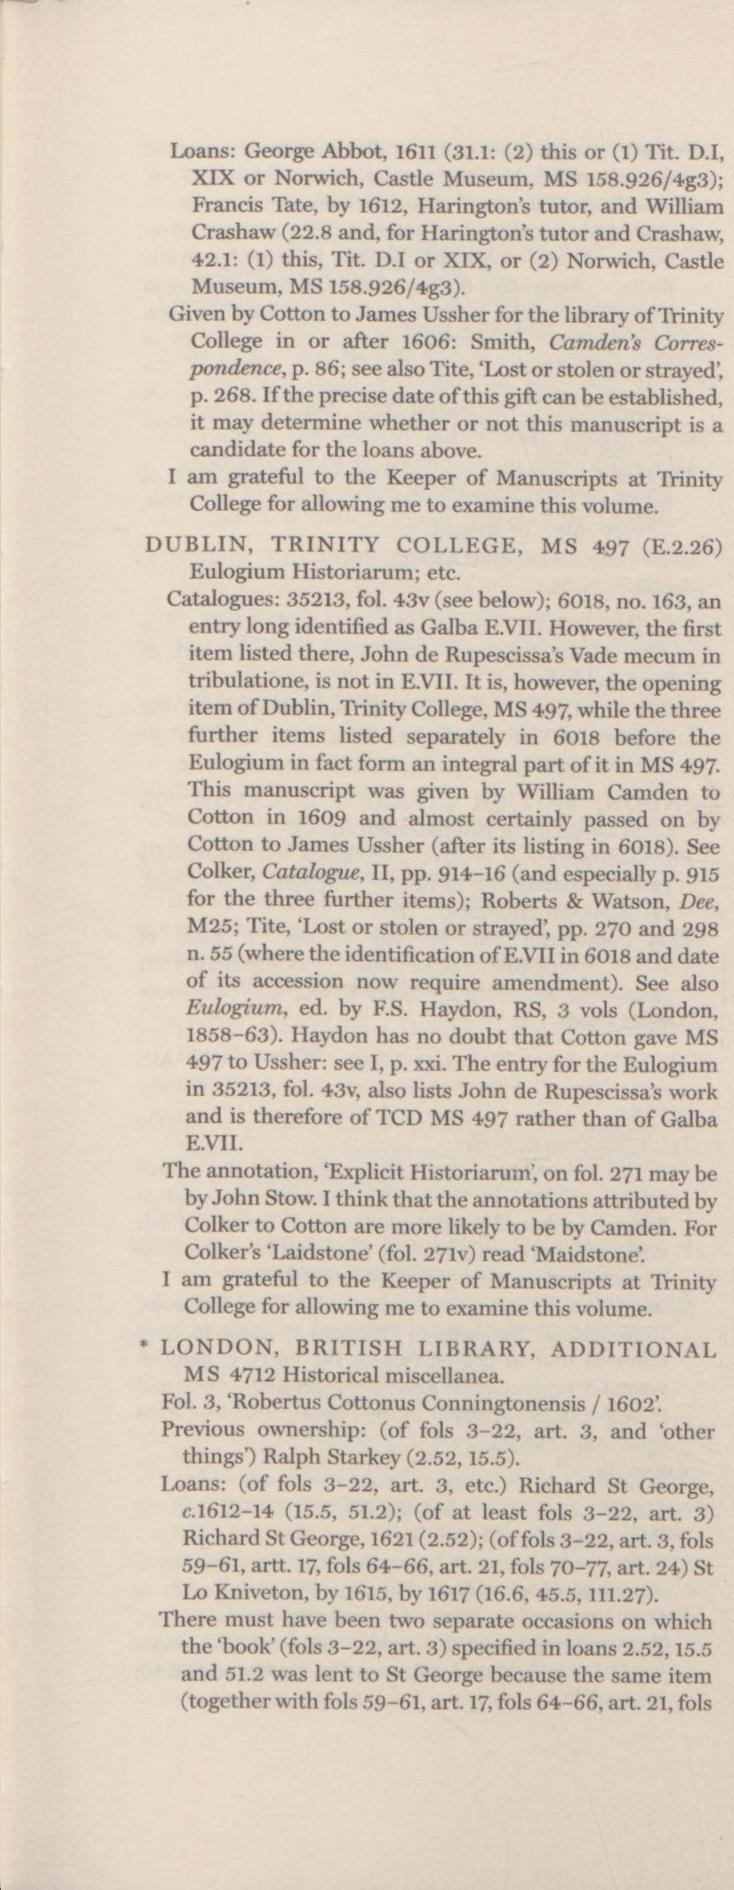 Loans: George Abbot, 1611 (31.1: (2) this or (1) Tit. D.I,
XIX or Norwich, Castle Museum, MS 158.926/4g3);
Francis Tate, by 1612, Harington's tutor, and William
Crashaw (22.8 and, for Harington's tutor and Crashaw,
42.1: (1) this, Tit. D.I or XIX, or (2) Norwich, Castle
Museum, MS 158.926/4g3).
Given by Cotton to James Ussher for the library of Trinity
College in or after 1606: Smith, Camden's Corres-
pondence, p. 86; see also Tite, 'Lost or stolen or strayed',
p. 268. If the precise date of this gift can be established,
it may determine whether or not this manuscript is a
candidate for the loans above.
I am grateful to the Keeper of Manuscripts at Trinity
College for allowing me to examine this volume.
DUBLIN, TRINITY COLLEGE, MS 497 (E.2.26)
Eulogium Historiarum; etc.
Catalogues: 35213, fol. 43v (see below); 6018, no. 163, an
entry long identified as Galba E.VII. However, the first
item listed there, John de Rupescissa's Vade mecum in
tribulatione, is not in E.VII. It is, however, the opening
item of Dublin, Trinity College, MS 497, while the three
further items listed separately in 6018 before the
Eulogium in fact form an integral part of it in MS 497.
This manuscript was given by William Camden to
Cotton in 1609 and almost certainly passed on by
Cotton to James Ussher (after its listing in 6018). See
Colker, Catalogue, II, pp. 914–16 (and especially p. 915
for the three further items); Roberts & Watson, Dee,
M25; Tite, 'Lost or stolen or strayed', pp. 270 and 298
n. 55 (where the identification of E.VII in 6018 and date
of its accession now require amendment). See also
Eulogium, ed. by F.S. Haydon, RS, 3 vols (London,
1858–63). Haydon has no doubt that Cotton gave MS
497 to Ussher: see I, p. xxi. The entry for the Eulogium
in 35213, fol. 43v, also lists John de Rupescissa's work
and is therefore of TCD MS 497 rather than of Galba
E.VII.
The annotation, 'Explicit Historiarum', on fol. 271 may be
by John Stow. I think that the annotations attributed by
Colker to Cotton are more likely to be by Camden. For
Colker's 'Laidstone' (fol. 271v) read 'Maidstone'.
I am grateful to the Keeper of Manuscripts at Trinity
College for allowing me to examine this volume.
* LONDON, BRITISH LIBRARY, ADDITIONAL
MS 4712 Historical miscellanea.
Fol. 3, 'Robertus Cottonus Conningtonensis / 1602'.
Previous ownership: (of fols 3–22, art. 3, and 'other
things') Ralph Starkey (2.52, 15.5).
Loans: (of fols 3–22, art. 3, etc.) Richard St George,
c.1612–14 (15.5, 51.2); (of at least fols 3–22, art. 3)
Richard St George, 1621 (2.52); (of fols 3–22, art. 3, fols
59–61, artt. 17, fols 64–66, art. 21, fols 70–77, art. 24) St
Lo Kniveton, by 1615, by 1617 (16.6, 45.5, 111.27).
There must have been two separate occasions on which
the 'book' (fols 3–22, art. 3) specified in loans 2.52, 15.5
and 51.2 was lent to St George because the same item
(together with fols 59–61, art. 17, fols 64–66, art. 21, fols